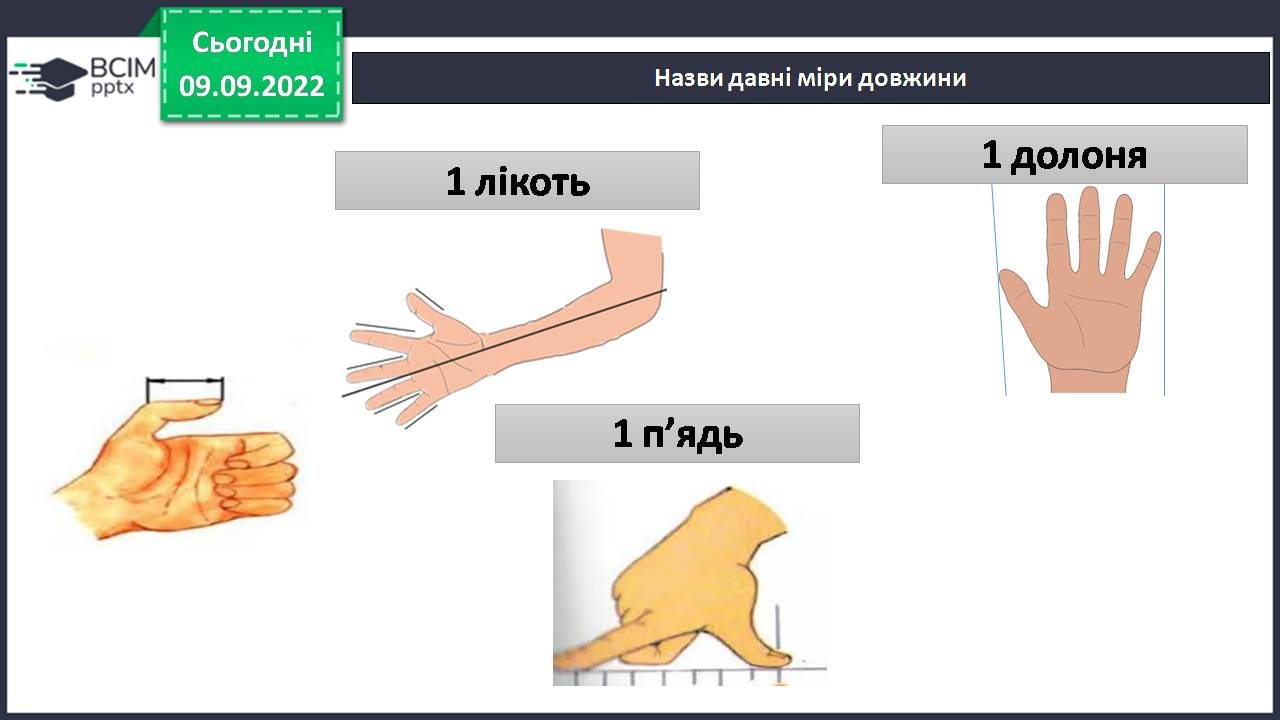 Сьогодні
09.09.2022
ВСІМ
pptx
Назви давні міри довжини
1 лікоть
1 долоня
1 п’ядь